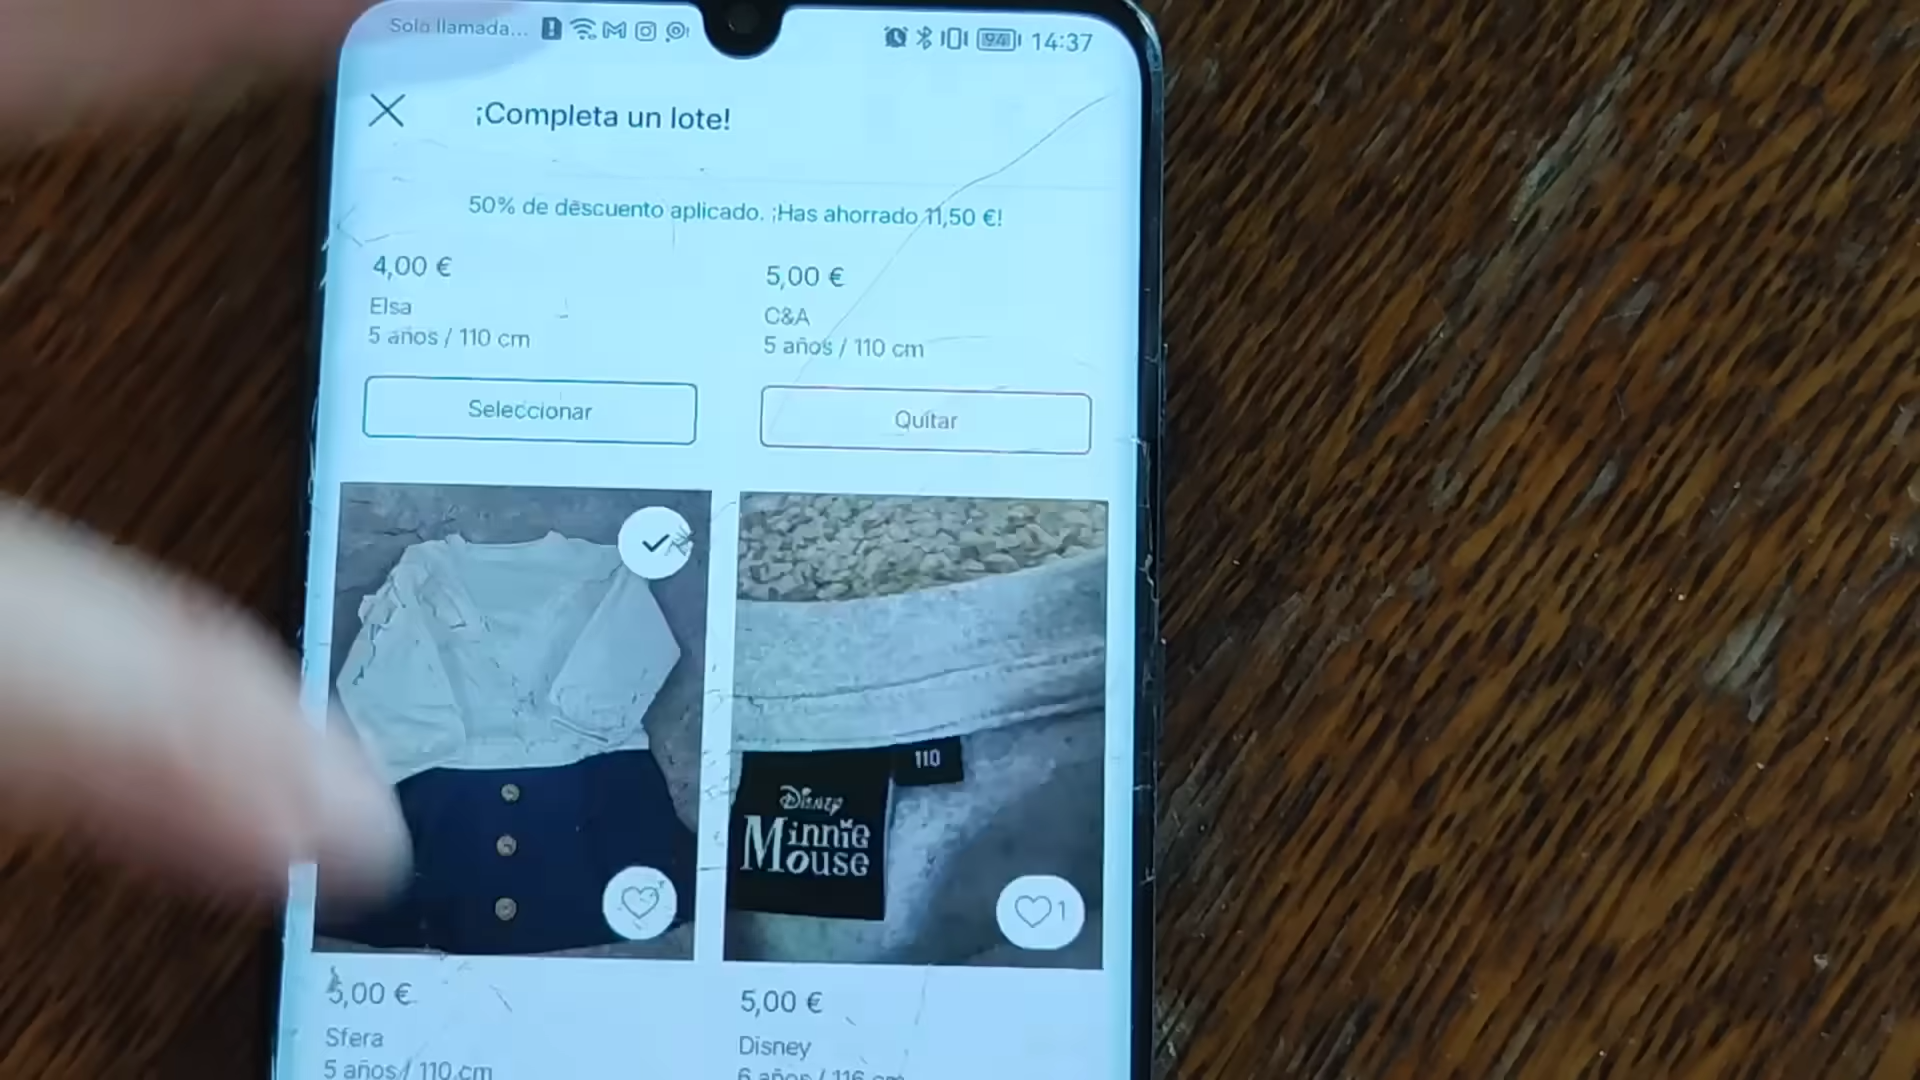 Solo llamada...
94
14:37
¡Completa un lote!
50% de descuento aplicado. ¡Has ahorrado 11,50 €!
4,00 €
Elsa
5 años / 110 cm
Seleccionar
5,00 €
C&A
5 años / 110 cm
Quitar
110
Disney
Minnie
Mouse
1
5,00 €
Sfera
5 años / 110 cm
5,00 €
Disney
6 años / 116 cm